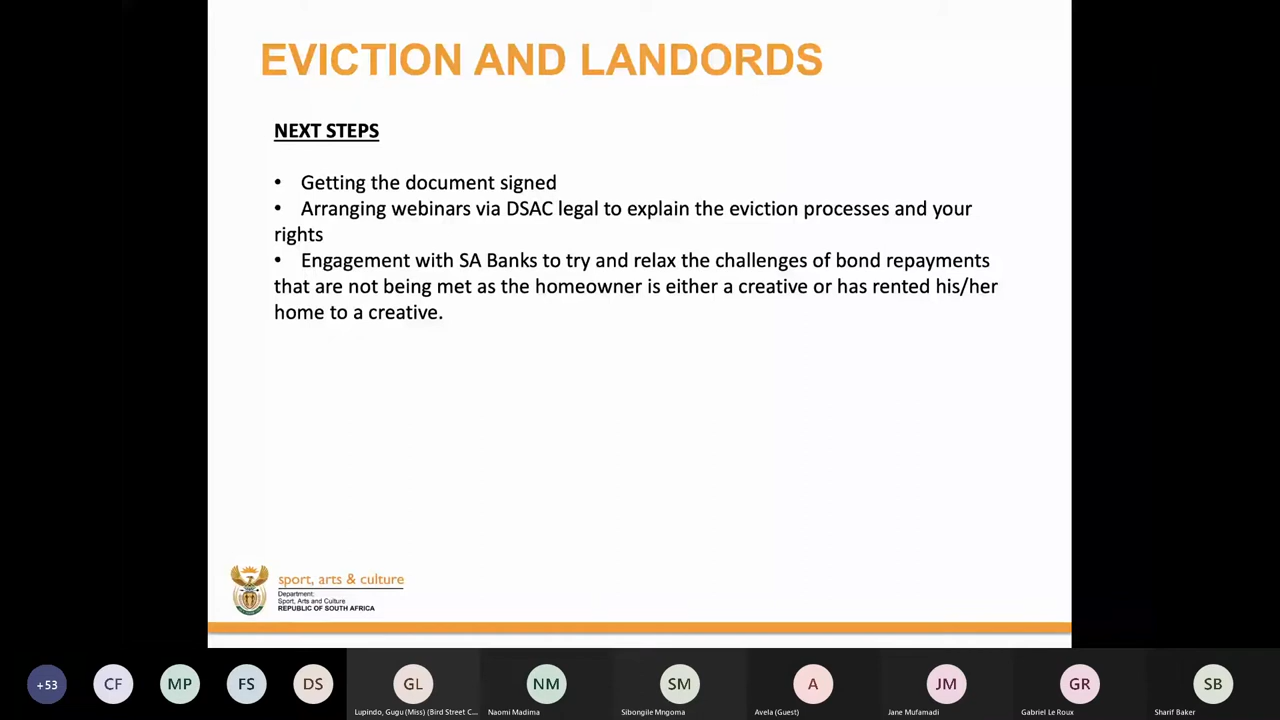 EVICTION AND LANDORDS
NEXT STEPS
• Getting the document signed
• Arranging webinars via DSAC legal to explain the eviction processes and your
rights
• Engagement with SA Banks to try and relax the challenges of bond repayments
that are not being met as the homeowner is either a creative or has rented his/her
home to a creative.
sport, arts & culture
Department:
Sport, Arts and Culture
REPUBLIC OF SOUTH AFRICA
+53
CF
MP
FS
DS
GL
NM
SM
A
JM
GR
SB
Lupindo, Gugu (Miss) (Bird Street C...
Naomi Madima
Sibongile Mngoma
Avela (Guest)
Jane Mufamadi
Gabriel Le Roux
Sharif Baker